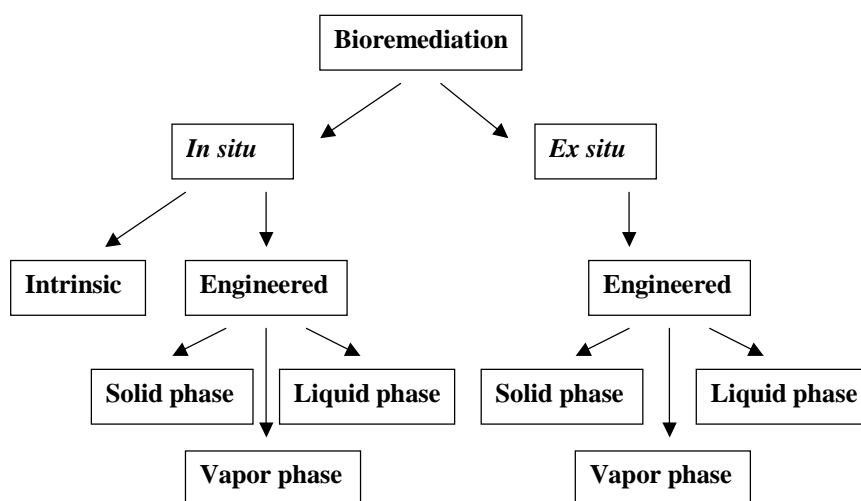 Bioremediation
In situ
Ex situ
Intrinsic
Engineered
Engineered
Solid phase
Liquid phase
Solid phase
Liquid phase
Vapor phase
Vapor phase